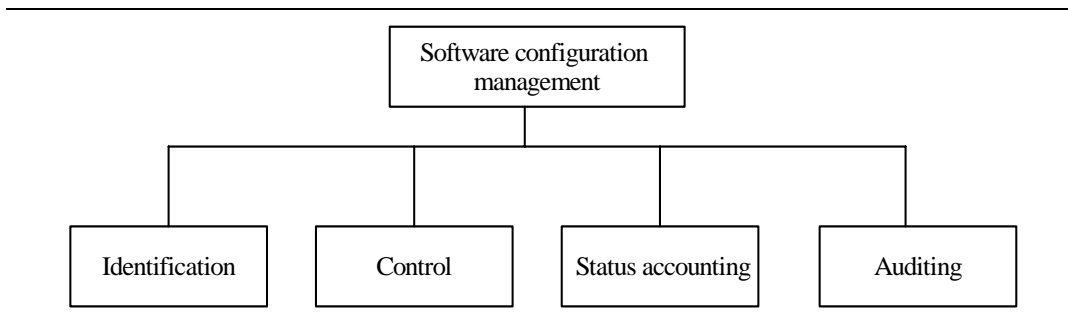 Software configuration
management
Identification
Control
Status accounting
Auditing